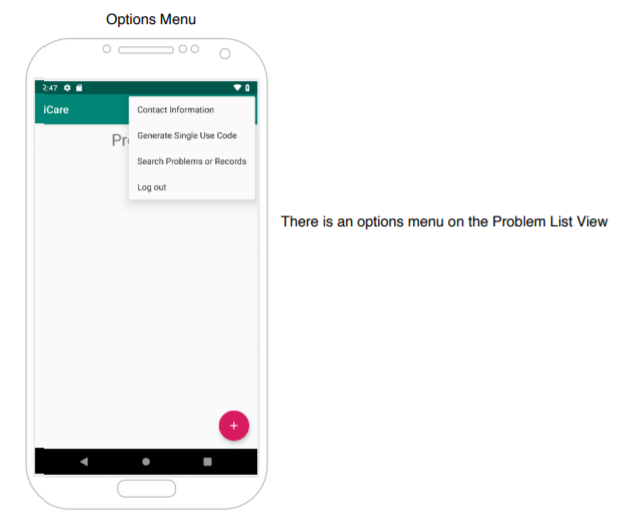 Options Menu
2:47
iCare
Contact Information
Generate Single Use Code
Search Problems or Records
Log out
There is an options menu on the Problem List View